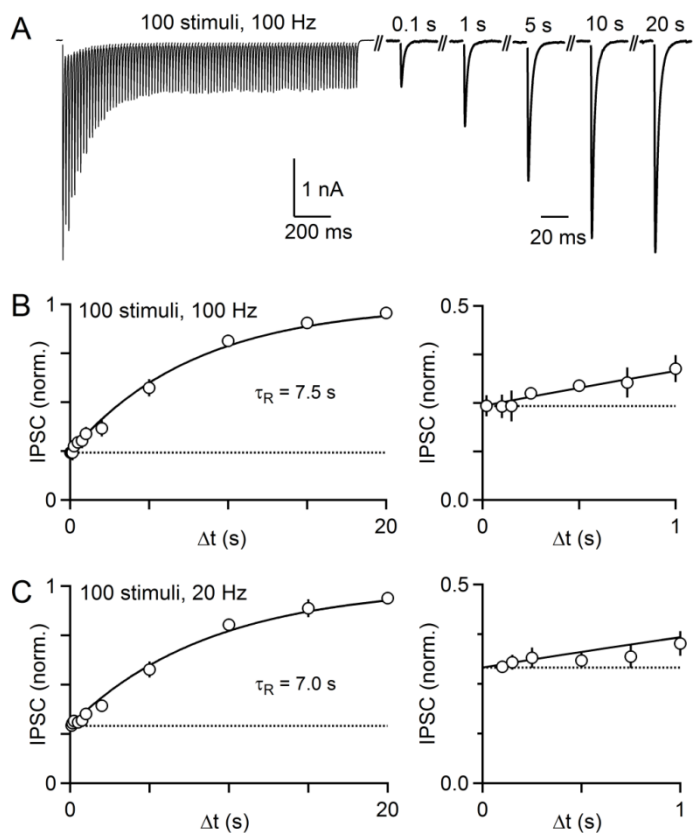 A
100 stimuli, 100 Hz
0.1 s
1 s
5 s
10 s
20 s
1 nA
200 ms
20 ms
B
100 stimuli, 100 Hz
IPSC (norm.)
1
0
τR = 7.5 s
0
20
Δt (s)
IPSC (norm.)
0.5
0.0
0
1
Δt (s)
C
100 stimuli, 20 Hz
IPSC (norm.)
1
0
τR = 7.0 s
0
20
Δt (s)
IPSC (norm.)
0.5
0.0
0
1
Δt (s)